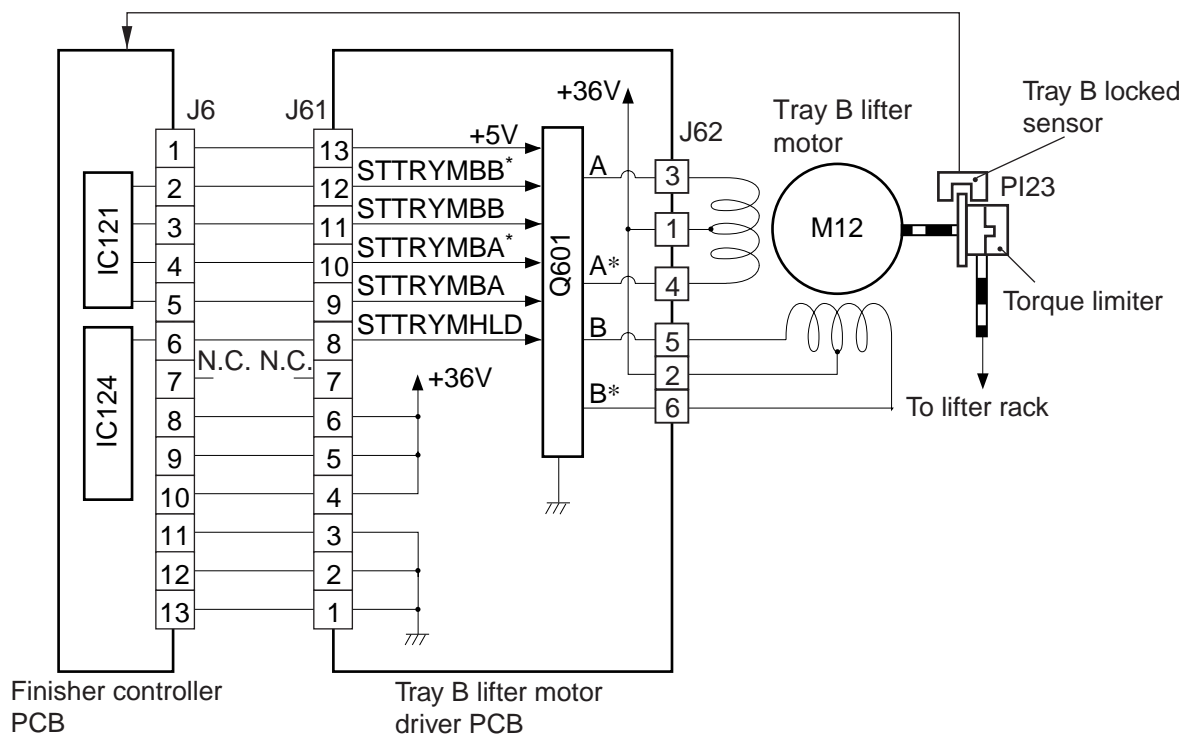 +36V
Tray B lifter
motor
Tray B locked
sensor
J6
J61
J62
PI23
M12
Torque limiter
To lifter rack
IC121
IC124
Q601
1
2
3
4
5
6
7
8
9
10
11
12
13
N.C.
N.C.
13
12
11
10
9
8
7
6
5
4
3
2
1
+5V
STTRYMBB*
STTRYMBB
STTRYMBA*
STTRYMBA
STTRYMHLD
+36V
A
A*
B
B*
3
1
4
5
2
6
Finisher controller
PCB
Tray B lifter motor
driver PCB